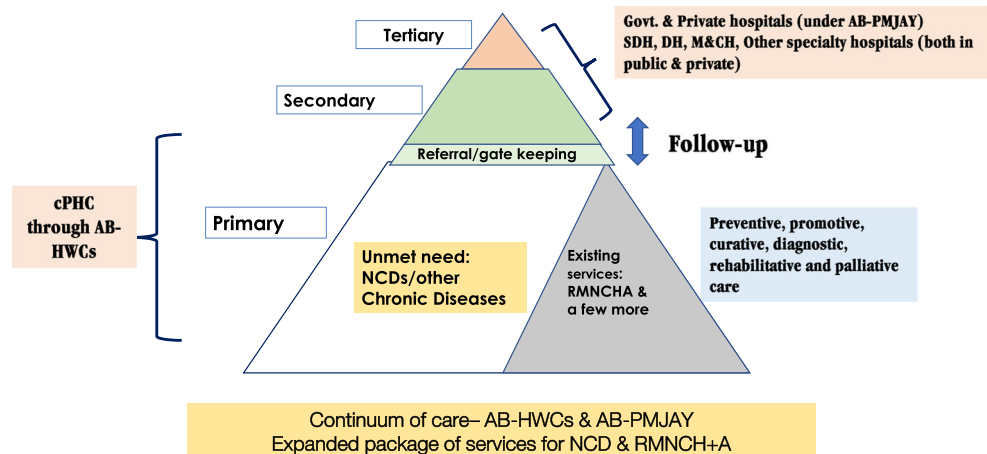 Tertiary
Govt. & Private hospitals (under AB-PMJAY)
SDH, DH, M&CH, Other specialty hospitals (both in
public & private)
Secondary
Referral/gate keeping
Follow-up
cPHC
through AB-
HWCs
Primary
Unmet need:
NCDs/other
Chronic Diseases
Existing
services:
RMNCHA &
a few more
Preventive, promotive,
curative, diagnostic,
rehabilitative and palliative
care
Continuum of care– AB-HWCs & AB-PMJAY
Expanded package of services for NCD & RMNCH+A